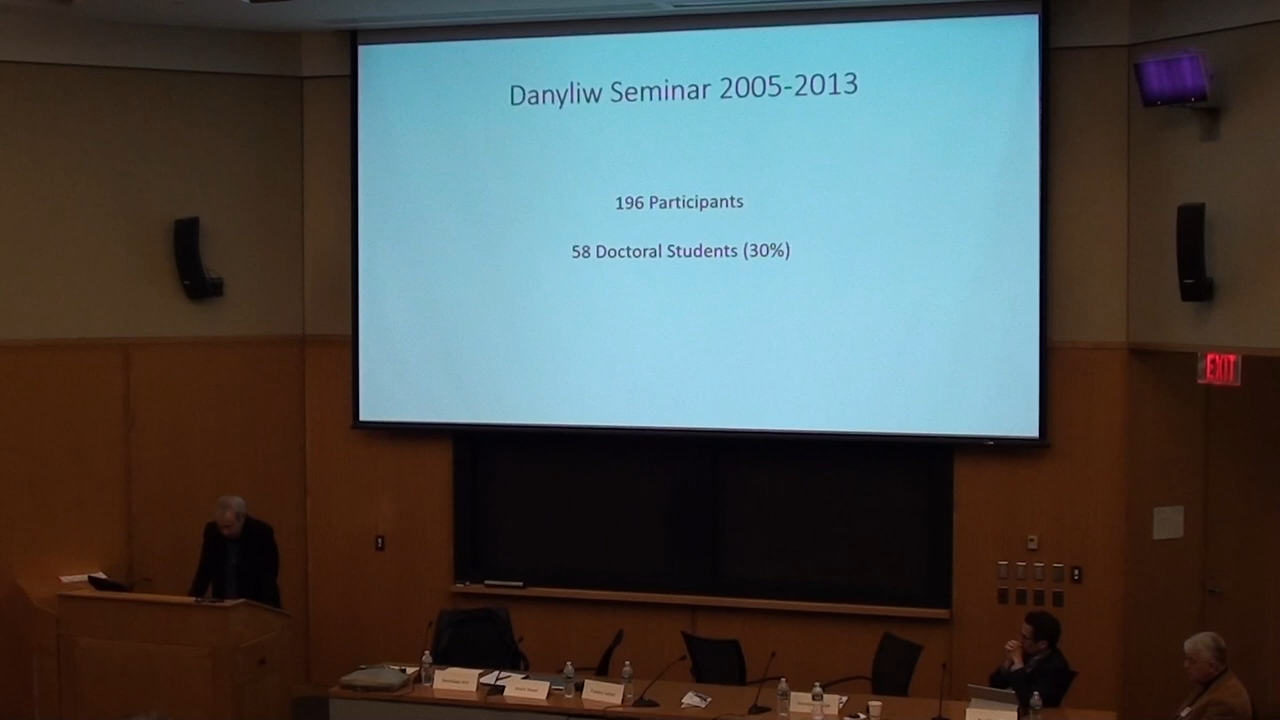 Danyliw Seminar 2005-2013
196 Participants
58 Doctoral Students (30%)
EXIT